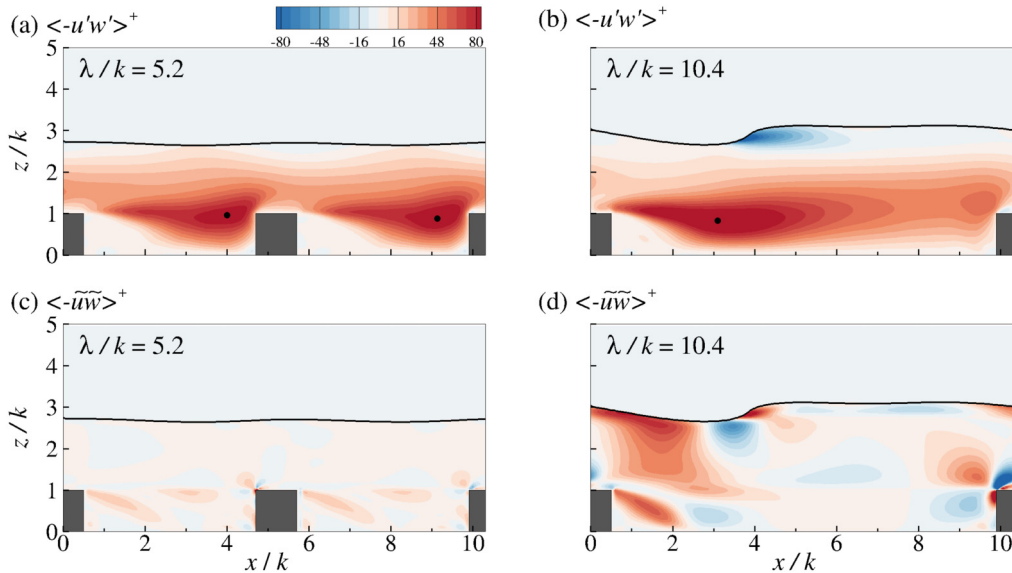 (a) <-u'w'>⁺
-80 -48 -16 16 48 80
(b) <-u'w'>⁺
5
4
3
2
1
0
z/k
λ/k = 5.2
λ/k = 10.4
(c) <-ũw̃>⁺
(d) <-ũw̃>⁺
5
4
3
2
1
0
z/k
λ/k = 5.2
λ/k = 10.4
0 2 4 6 8 10
x/k
0 2 4 6 8 10
x/k